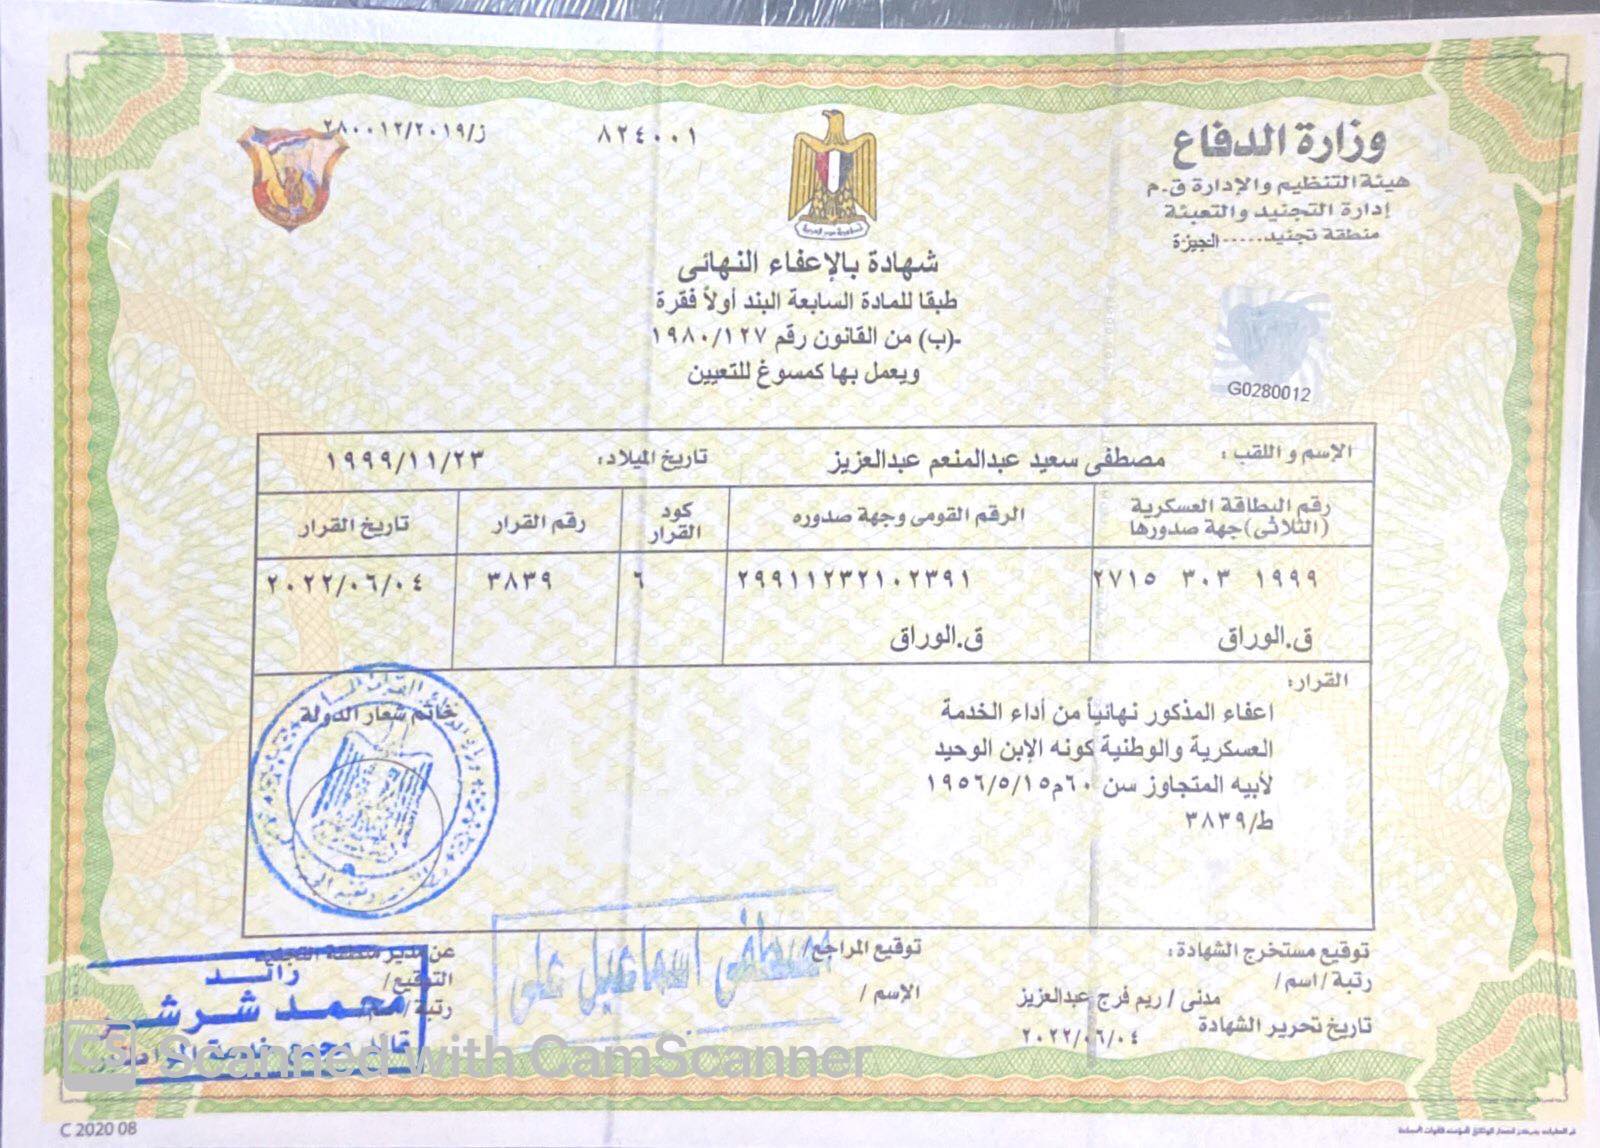 وزارة الدفاع
هيئة التنظيم والإدارة ق.م
إدارة التجنيد والتعبئة
منطقة تجنيد.....الجيزة
٨٢٤٠٠١
ز/٢٨٠٠١٢/٢٠١٩
شهادة بالإعفاء النهائى
طبقا للمادة السابعة البند أولاً فقرة
-(ب) من القانون رقم ١٩٨٠/١٢٧
ويعمل بها كمسوغ للتعيين
G0280012
الإسم و اللقب: مصطفى سعيد عبدالمنعم عبدالعزيز تاريخ الميلاد: ١٩٩٩/١١/٢٣
رقم البطاقة العسكرية (الثلاثى) جهة صدورها الرقم القومى وجهة صدوره كود القرار رقم القرار تاريخ القرار
١٩٩٩ ٣٠٣ ٢٧١٥ ٢٩٩١١٢٣٢١٠٢٣٩١ ٦ ٣٨٣٩ ٢٠٢٢/٠٦/٠٤
ق.الوراق ق.الوراق
القرار:
اعفاء المذكور نهائياً من أداء الخدمة
العسكرية والوطنية كونه الإبن الوحيد
لأبيه المتجاوز سن ٦٠م١٩٥٦/٥/١٥
ط/٣٨٣٩
خاتم شعار الدولة
توقيع مستخرج الشهادة: توقيع المراجع/ عن مدير منطقة التجنيد
رتبة/اسم/ مدنى / ريم فرج عبدالعزيز الإسم / التوقيع/
تاريخ تحرير الشهادة ٢٠٢٢/٠٦/٠٤
مصطفى اسماعيل على
رائد
محمد شرشر
CS Scanned with CamScanner
C 2020 08